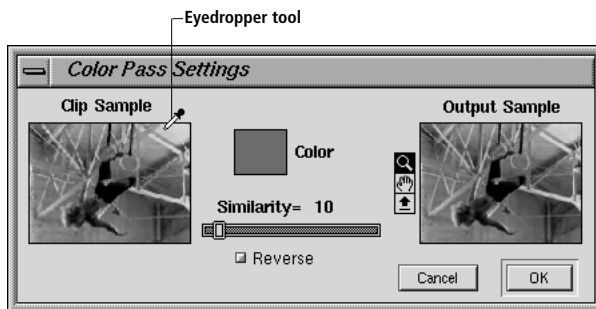 Eyedropper tool
Color Pass Settings
Clip Sample
Output Sample
Color
Similarity= 10
Reverse
Cancel
OK